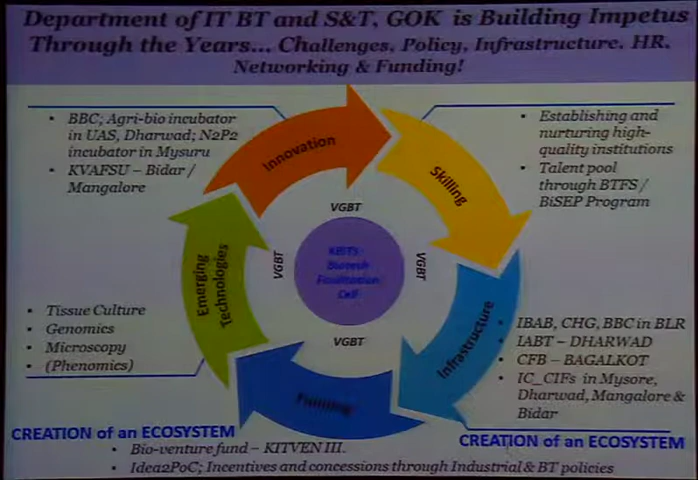 Department of IT BT and S&T, GOK is Building Impetus
Through the Years... Challenges, Policy, Infrastructure, HR,
Networking & Funding!
• BBC; Agri-bio incubator
in UAS, Dharwad; N2P2
incubator in Mysuru
• KVAFSU – Bidar /
Mangalore
Innovation
• Establishing and
nurturing high-
quality institutions
• Talent pool
through BTFS /
BiSEP Program
Skilling
VGBT
VGBT
KBITS -
Biotech
Facilitation
Cell
VGBT
VGBT
Emerging
Technologies
• Tissue Culture
• Genomics
• Microscopy
• (Phenomics)
Infrastructure
• IBAB, CHG, BBC in BLR
• IABT – DHARWAD
• CFB – BAGALKOT
• IC_CIFs in Mysore,
Dharwad, Mangalore &
Bidar
Funding
CREATION of an ECOSYSTEM
CREATION of an ECOSYSTEM
• Bio-venture fund – KITVEN III.
• Idea2PoC; Incentives and concessions through Industrial & BT policies